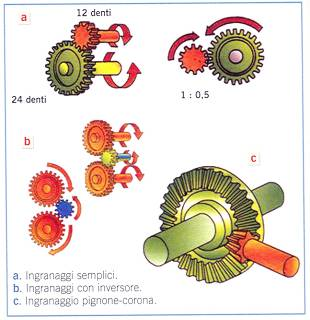 a
12 denti
24 denti
1 : 0,5
b
c
a. Ingranaggi semplici.
b. Ingranaggi con inversore.
c. Ingranaggio pignone-corona.